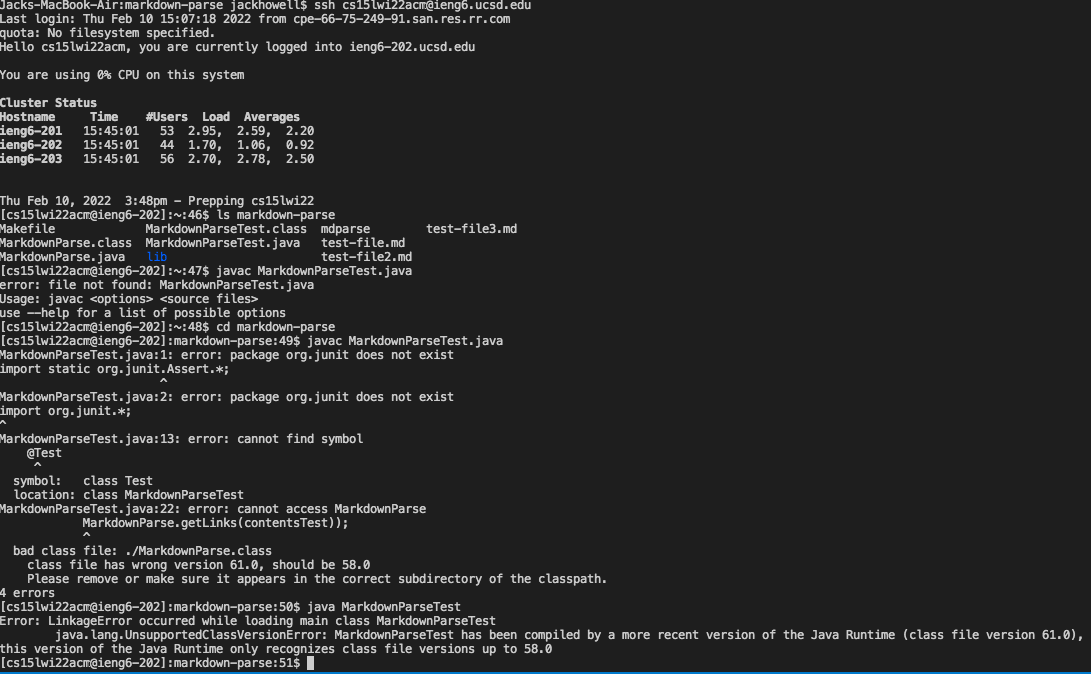 Jacks-MacBook-Air:markdown-parse jackhowell$ ssh cs15lwi22acm@ieng6.ucsd.edu
Last login: Thu Feb 10 15:07:18 2022 from cpe-66-75-249-91.san.res.rr.com
quota: No filesystem specified.
Hello cs15lwi22acm, you are currently logged into ieng6-202.ucsd.edu
You are using 0% CPU on this system
Cluster Status
Hostname     Time    #Users  Load  Averages
ieng6-201   15:45:01   53  2.95,  2.59,  2.20
ieng6-202   15:45:01   44  1.70,  1.06,  0.92
ieng6-203   15:45:01   56  2.70,  2.78,  2.50
Thu Feb 10, 2022  3:48pm - Prepping cs15lwi22
[cs15lwi22acm@ieng6-202]:~:46$ ls markdown-parse
Makefile             MarkdownParseTest.class  mdparse        test-file3.md
MarkdownParse.class  MarkdownParseTest.java   test-file.md
MarkdownParse.java   lib                      test-file2.md
[cs15lwi22acm@ieng6-202]:~:47$ javac MarkdownParseTest.java
error: file not found: MarkdownParseTest.java
Usage: javac <options> <source files>
use --help for a list of possible options
[cs15lwi22acm@ieng6-202]:~:48$ cd markdown-parse
[cs15lwi22acm@ieng6-202]:markdown-parse:49$ javac MarkdownParseTest.java
MarkdownParseTest.java:1: error: package org.junit does not exist
import static org.junit.Assert.*;
                       ^
MarkdownParseTest.java:2: error: package org.junit does not exist
import org.junit.*;
^
MarkdownParseTest.java:13: error: cannot find symbol
    @Test
     ^
  symbol:   class Test
  location: class MarkdownParseTest
MarkdownParseTest.java:22: error: cannot access MarkdownParse
            MarkdownParse.getLinks(contentsTest));
            ^
  bad class file: ./MarkdownParse.class
    class file has wrong version 61.0, should be 58.0
    Please remove or make sure it appears in the correct subdirectory of the classpath.
4 errors
[cs15lwi22acm@ieng6-202]:markdown-parse:50$ java MarkdownParseTest
Error: LinkageError occurred while loading main class MarkdownParseTest
        java.lang.UnsupportedClassVersionError: MarkdownParseTest has been compiled by a more recent version of the Java Runtime (class file version 61.0),
this version of the Java Runtime only recognizes class file versions up to 58.0
[cs15lwi22acm@ieng6-202]:markdown-parse:51$